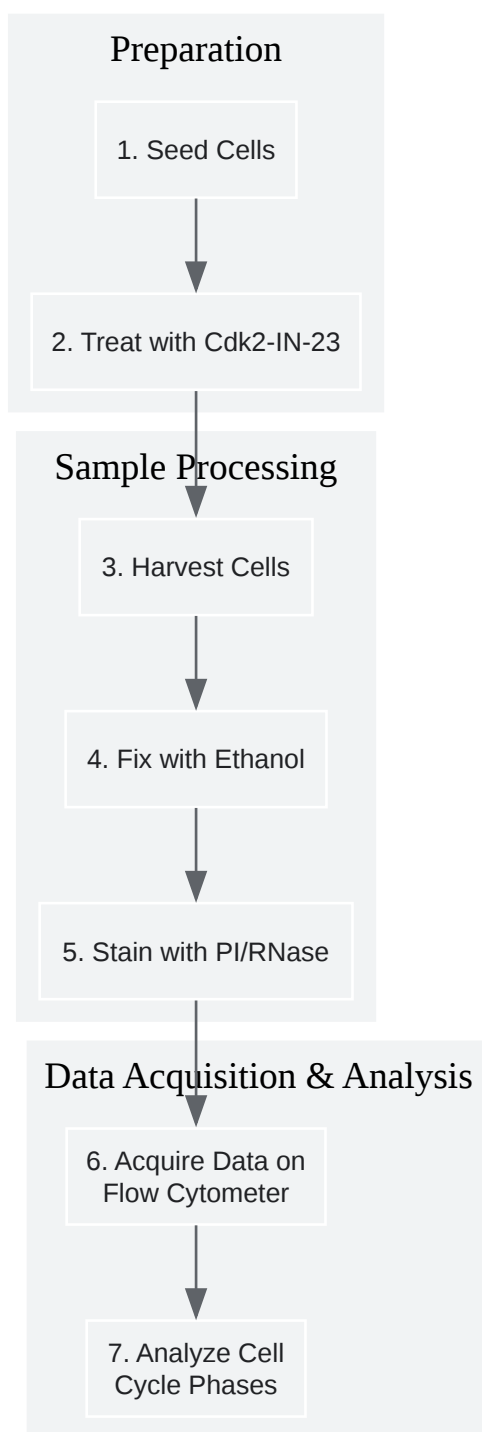 Preparation
1. Seed Cells
2. Treat with Cdk2-IN-23
Sample Processing
3. Harvest Cells
4. Fix with Ethanol
5. Stain with PI/RNase
Data Acquisition & Analysis
6. Acquire Data on
Flow Cytometer
7. Analyze Cell
Cycle Phases